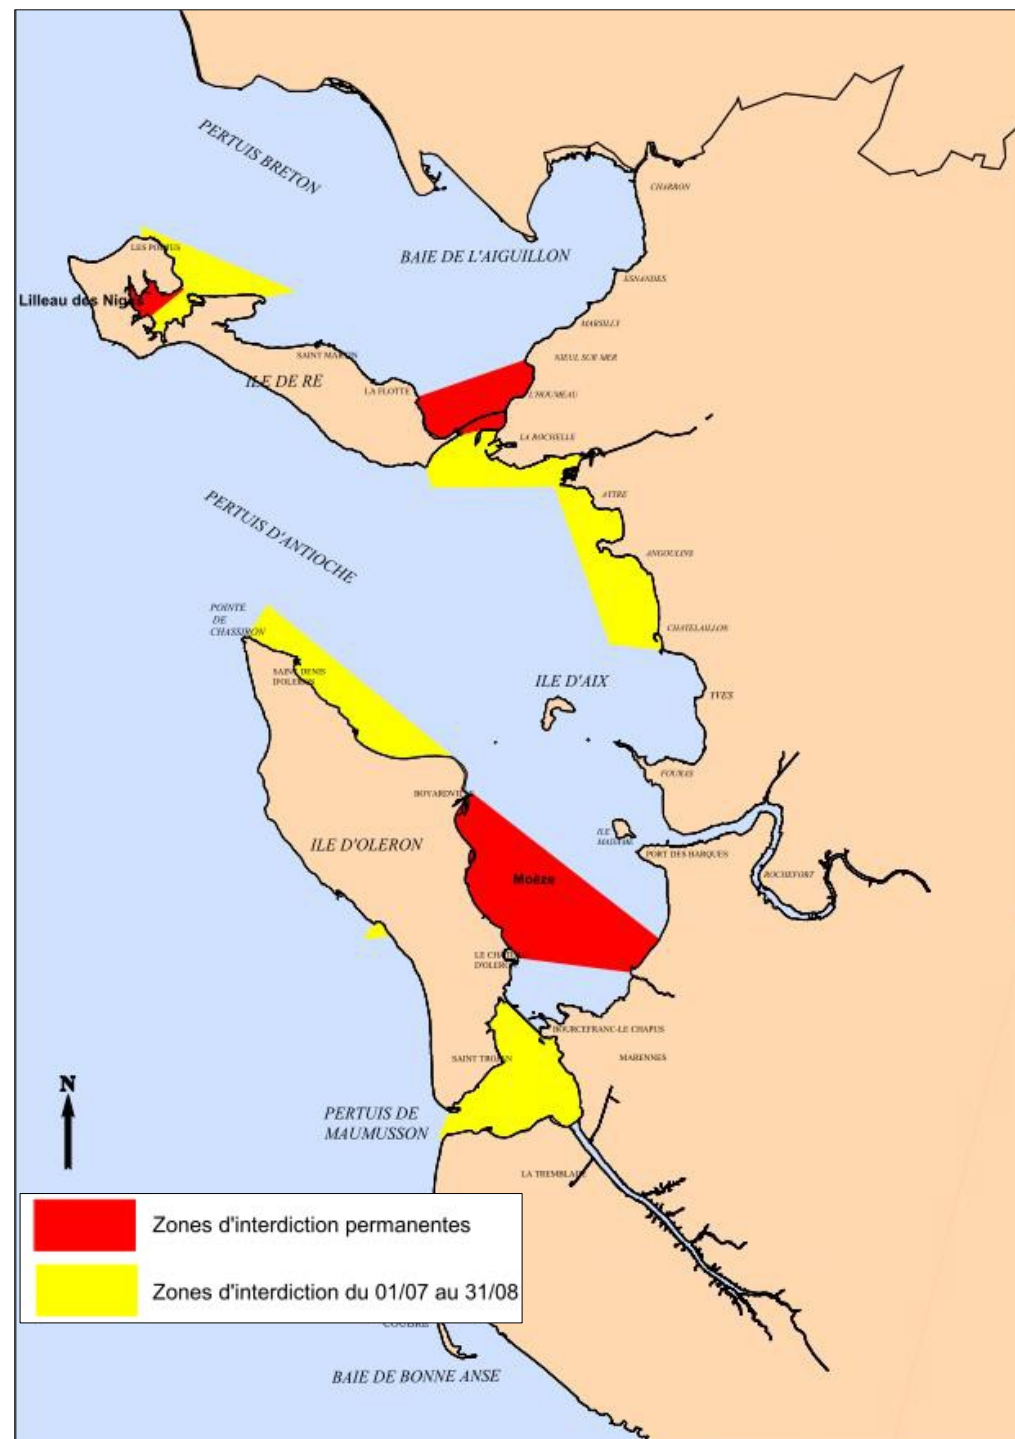 PERTUIS BRETON
CHARRON
LES PORTES
BAIE DE L'AIGUILLON
ESNANDES
Lilleau des Niges
MARSILLY
SAINT MARTIN
NIEUL SUR MER
ILE DE RE
LA FLOTTE
L'HOUMEAU
LA ROCHELLE
PERTUIS D'ANTIOCHE
AYTRE
ANGOULINS
POINTE
DE
CHASSIRON
CHATELAILLON
SAINT DENIS
D'OLERON
ILE D'AIX
YVES
FOURAS
BOYARDVILLE
ILE
MADAME
ILE D'OLERON
PORT DES BARQUES
ROCHEFORT
Moëze
LE CHATEAU
D'OLERON
BOURCEFRANC-LE CHAPUS
SAINT TROJAN
MARENNES
N
PERTUIS DE
MAUMUSSON
LA TREMBLADE
Zones d'interdiction permanentes
Zones d'interdiction du 01/07 au 31/08
COUBRE
BAIE DE BONNE ANSE